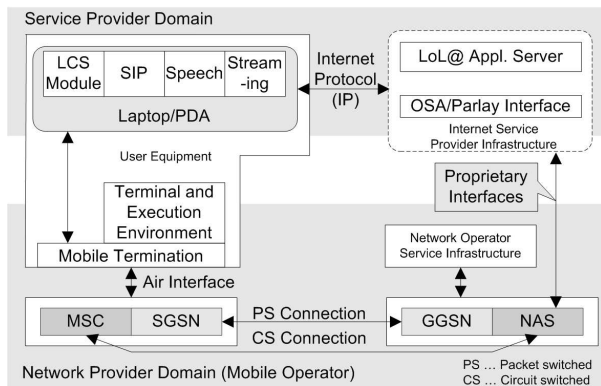 Service Provider Domain
LCS
Module
SIP
Speech
Stream
-ing
Laptop/PDA
Internet
Protocol
(IP)
LoL@ Appl. Server
OSA/Parlay Interface
Internet Service
Provider Infrastructure
User Equipment
Terminal and
Execution
Environment
Mobile Termination
Proprietary
Interfaces
Network Operator
Service Infrastructure
Air Interface
MSC
SGSN
PS Connection
CS Connection
GGSN
NAS
Network Provider Domain (Mobile Operator)
PS ... Packet switched
CS ... Circuit switched